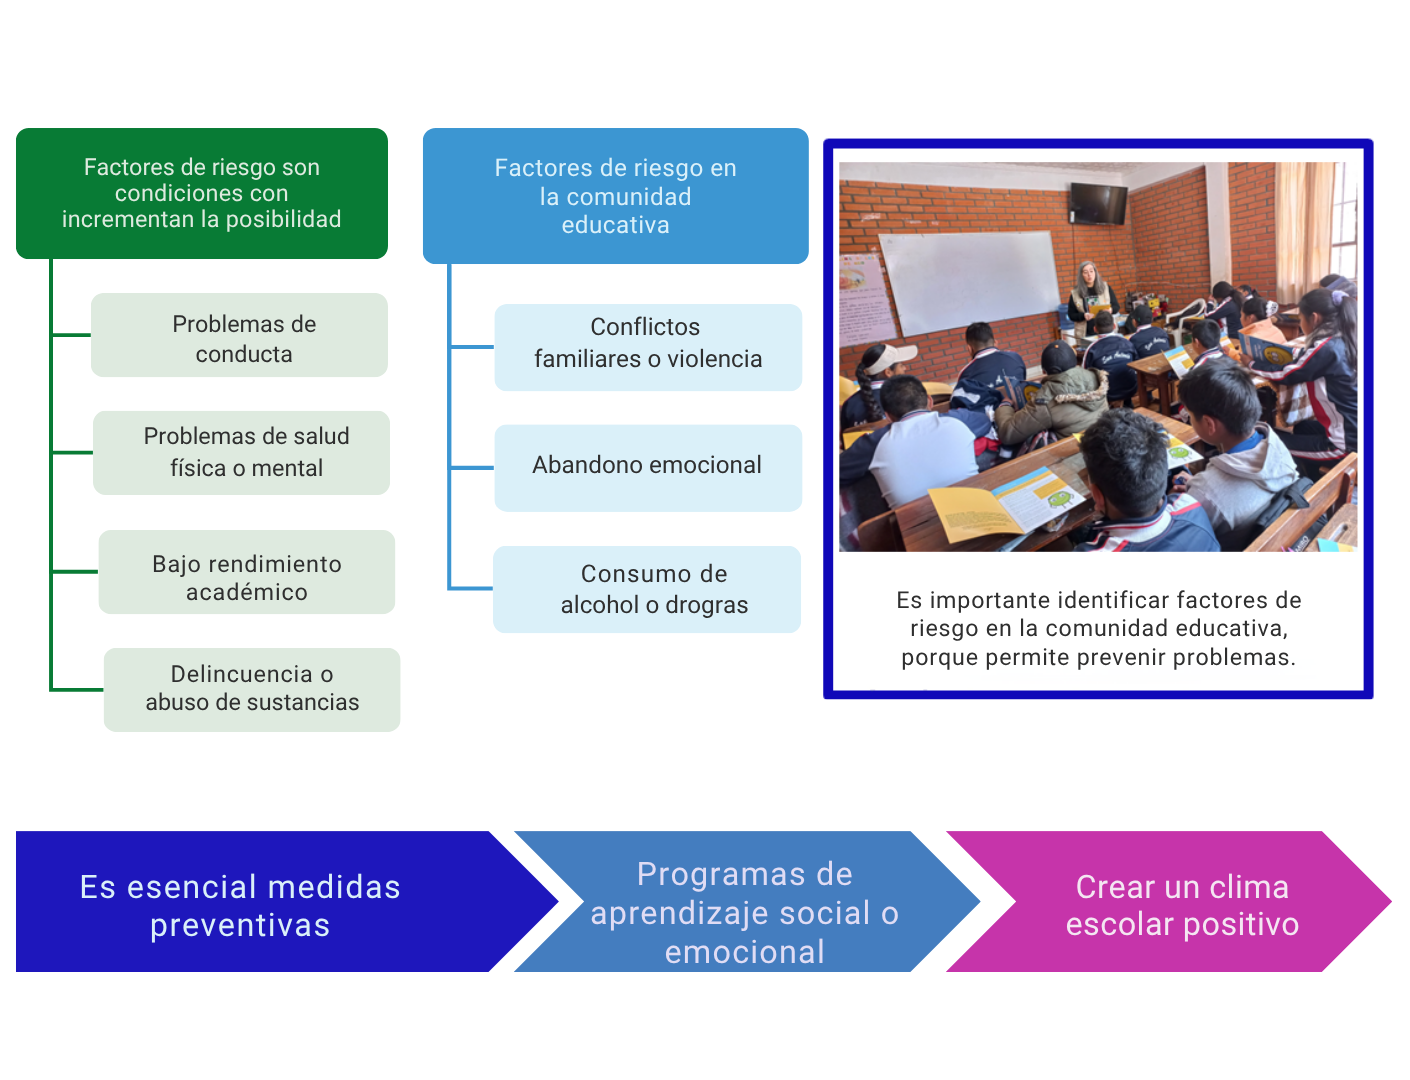 Factores de riesgo son
condiciones con
incrementan la posibilidad
Problemas de
conducta
Problemas de salud
física o mental
Bajo rendimiento
académico
Delincuencia o
abuso de sustancias
Factores de riesgo en
la comunidad
educativa
Conflictos
familiares o violencia
Abandono emocional
Consumo de
alcohol o drogras
Es importante identificar factores de
riesgo en la comunidad educativa,
porque permite prevenir problemas.
Es esencial medidas
preventivas
Programas de
aprendizaje social o
emocional
Crear un clima
escolar positivo